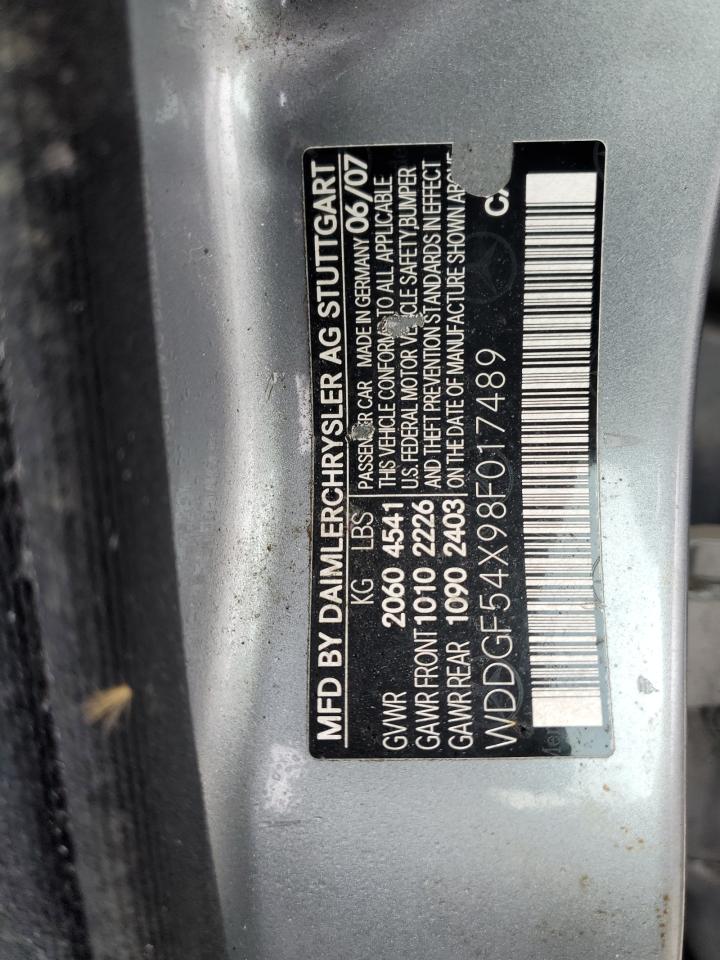 MFD BY DAIMLERCHRYSLER AG STUTTGART
KG LBS PASSENGER CAR MADE IN GERMANY 06/07
GVWR 2060 4541 THIS VEHICLE CONFORMS TO ALL APPLICABLE
GAWR FRONT 1010 2226 U.S. FEDERAL MOTOR VEHICLE SAFETY, BUMPER
AND THEFT PREVENTION STANDARDS IN EFFECT
GAWR REAR 1090 2403 ON THE DATE OF MANUFACTURE SHOWN ABOVE
WDDGF54X98F017489